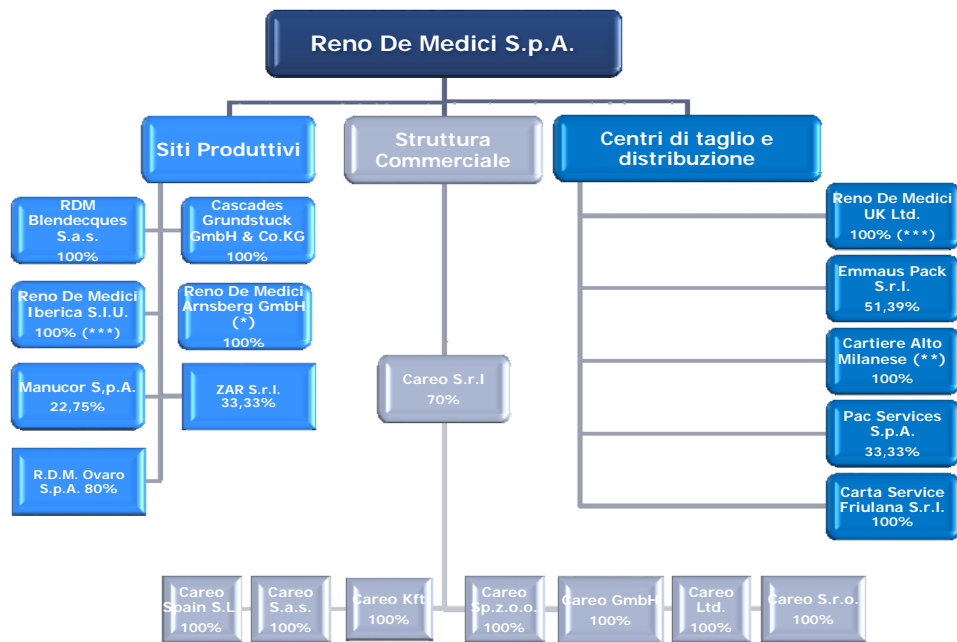 Reno De Medici S.p.A.
Siti Produttivi
Struttura
Commerciale
Centri di taglio e
distribuzione
RDM
Blendecques
S.a.s.
100%
Cascades
Grundstuck
GmbH & Co.KG
100%
Reno De Medici
Iberica S.l.U.
100% (***)
Reno De Medici
Arnsberg GmbH
(*)
100%
Manucor S,p.A.
22,75%
ZAR S.r.l.
33,33%
R.D.M. Ovaro
S.p.A. 80%
Careo S.r.l
70%
Reno De Medici
UK Ltd.
100% (***)
Emmaus Pack
S.r.l.
51,39%
Cartiere Alto
Milanese (**)
100%
Pac Services
S.p.A.
33,33%
Carta Service
Friulana S.r.l.
100%
Careo
Spain S.L
100%
Careo
S.a.s.
100%
Careo Kft
100%
Careo
Sp.z.o.o.
100%
Careo GmbH
100%
Careo
Ltd.
100%
Careo S.r.o.
100%